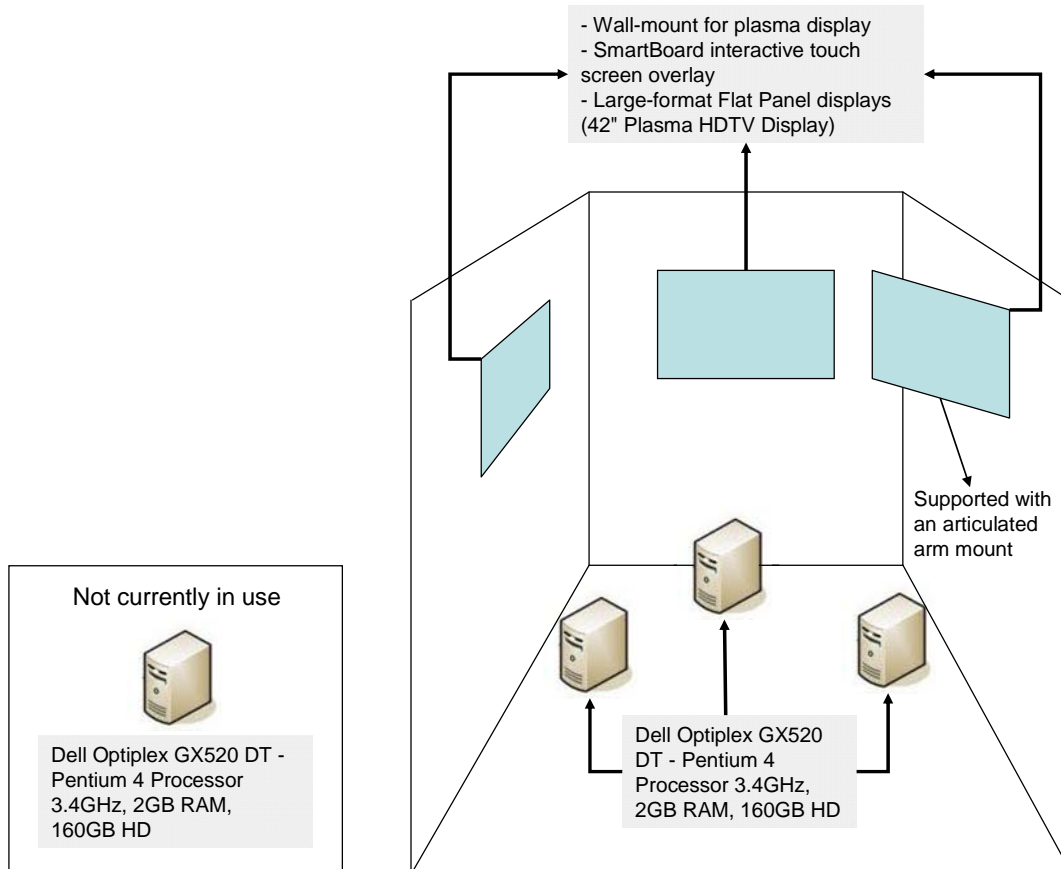 - Wall-mount for plasma display
- SmartBoard interactive touch
screen overlay
- Large-format Flat Panel displays
(42" Plasma HDTV Display)
Supported with
an articulated
arm mount
Not currently in use
Dell Optiplex GX520 DT -
Pentium 4 Processor
3.4GHz, 2GB RAM,
160GB HD
Dell Optiplex GX520
DT - Pentium 4
Processor 3.4GHz,
2GB RAM, 160GB HD